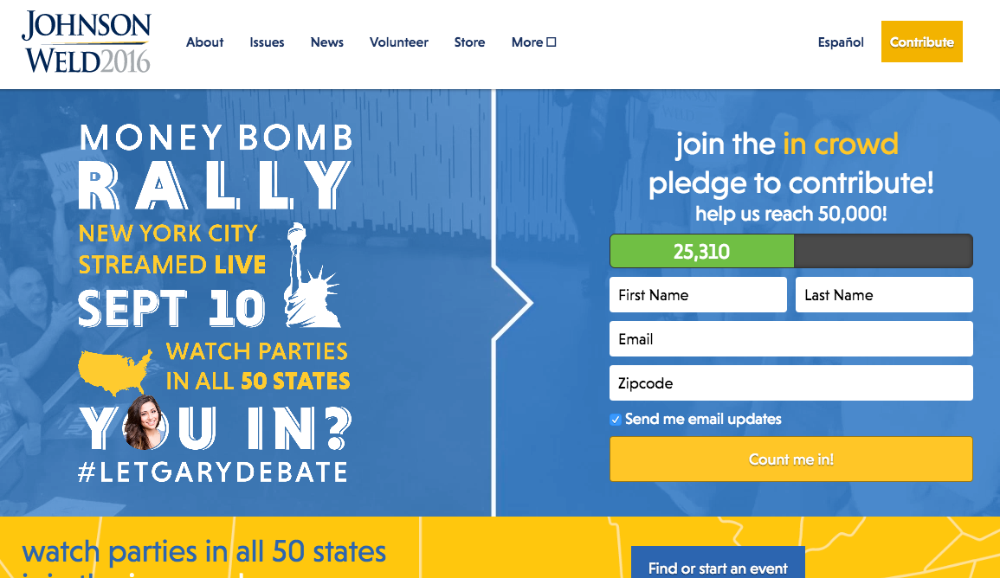 JOHNSON
WELD2016
About
Issues
News
Volunteer
Store
More
Español
Contribute
MONEY BOMB
RALLY
NEW YORK CITY
STREAMED LIVE
SEPT 10
WATCH PARTIES
IN ALL 50 STATES
YOU IN?
#LETGARYDEBATE
join the in crowd
pledge to contribute!
help us reach 50,000!
25,310
First Name
Last Name
Email
Zipcode
Send me email updates
Count me in!
watch parties in all 50 states
Find or start an event